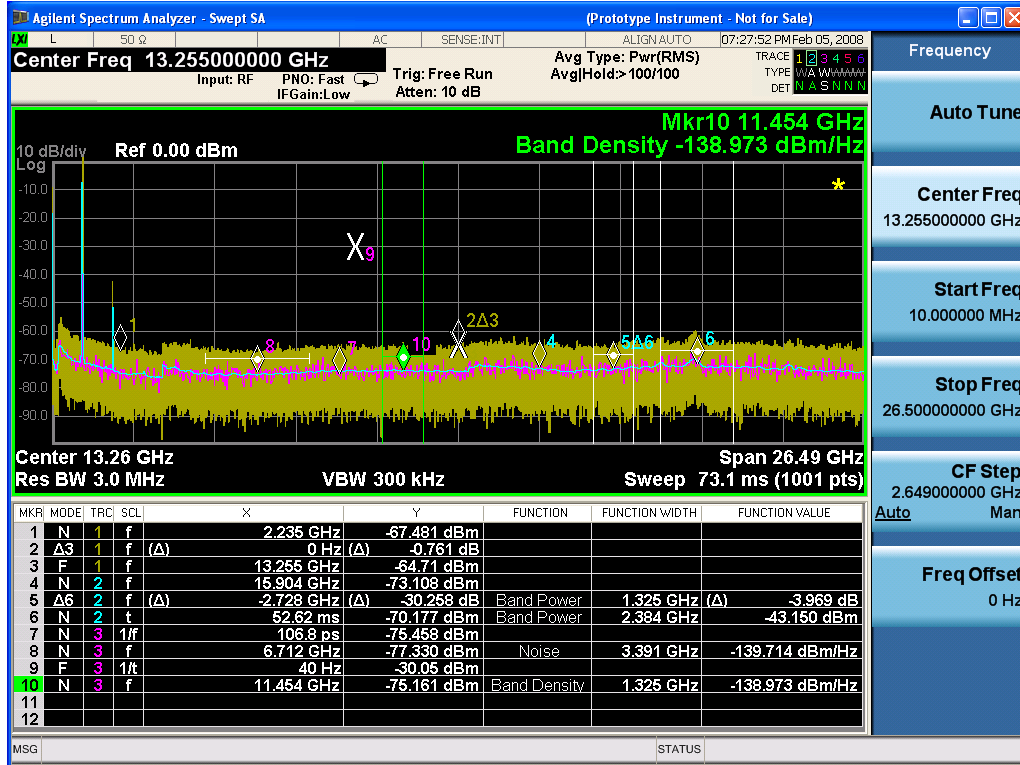 Agilent Spectrum Analyzer - Swept SA (Prototype Instrument - Not for Sale)
LXI L 50 Ω AC SENSE:INT ALIGN AUTO 07:27:52 PM Feb 05, 2008
Center Freq 13.255000000 GHz
Input: RF PNO: Fast
IFGain:Low
Trig: Free Run
Atten: 10 dB
Avg Type: Pwr(RMS)
Avg|Hold:>100/100
TRACE 1 2 3 4 5 6
TYPE W A W W W W
DET N A S N N N
Mkr10 11.454 GHz
Band Density -138.973 dBm/Hz
10 dB/div Ref 0.00 dBm
Log
-10.0
-20.0
-30.0
-40.0
-50.0
-60.0
-70.0
-80.0
-90.0
*
X9
1
2Δ3
8
7
10
4
5Δ6
6
Center 13.26 GHz Span 26.49 GHz
Res BW 3.0 MHz VBW 300 kHz Sweep 73.1 ms (1001 pts)
MKR MODE TRC SCL X Y FUNCTION FUNCTION WIDTH FUNCTION VALUE
1 N 1 f 2.235 GHz -67.481 dBm
2 Δ3 1 f (Δ) 0 Hz (Δ) -0.761 dB
3 F 1 f 13.255 GHz -64.71 dBm
4 N 2 f 15.904 GHz -73.108 dBm
5 Δ6 2 f (Δ) -2.728 GHz (Δ) -30.258 dB Band Power 1.325 GHz (Δ) -3.969 dB
6 N 2 t 52.62 ms -70.177 dBm Band Power 2.384 GHz -43.150 dBm
7 N 3 1/f 106.8 ps -75.458 dBm
8 N 3 f 6.712 GHz -77.330 dBm Noise 3.391 GHz -139.714 dBm/Hz
9 F 3 1/t 40 Hz -30.05 dBm
10 N 3 f 11.454 GHz -75.161 dBm Band Density 1.325 GHz -138.973 dBm/Hz
11
12
MSG STATUS
Frequency
Auto Tune
Center Freq
13.255000000 GHz
Start Freq
10.000000 MHz
Stop Freq
26.500000000 GHz
CF Step
2.649000000 GHz
Auto Man
Freq Offset
0 Hz